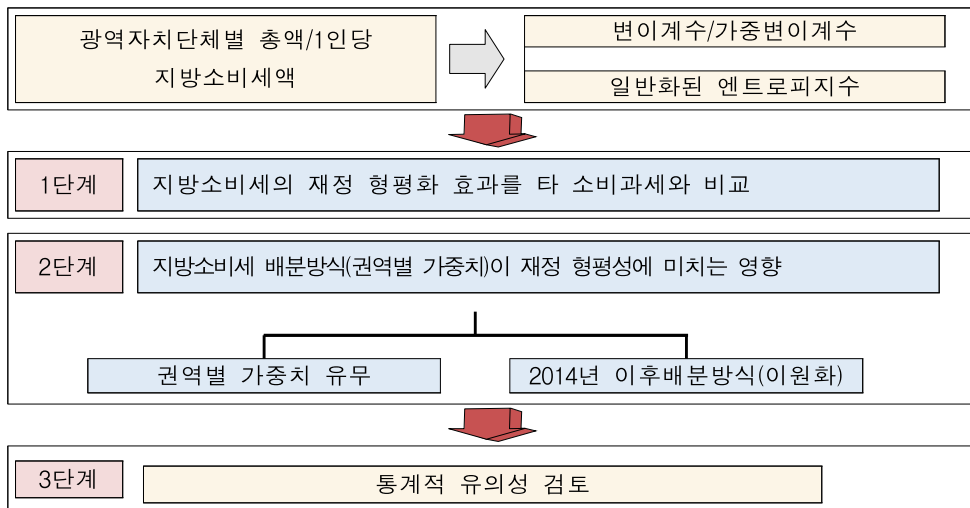 광역자치단체별 총액/1인당
지방소비세액
변이계수/가중변이계수
일반화된 엔트로피지수
1단계
지방소비세의 재정 형평화 효과를 타 소비과세와 비교
2단계
지방소비세 배분방식(권역별 가중치)이 재정 형평성에 미치는 영향
권역별 가중치 유무
2014년 이후배분방식(이원화)
3단계
통계적 유의성 검토